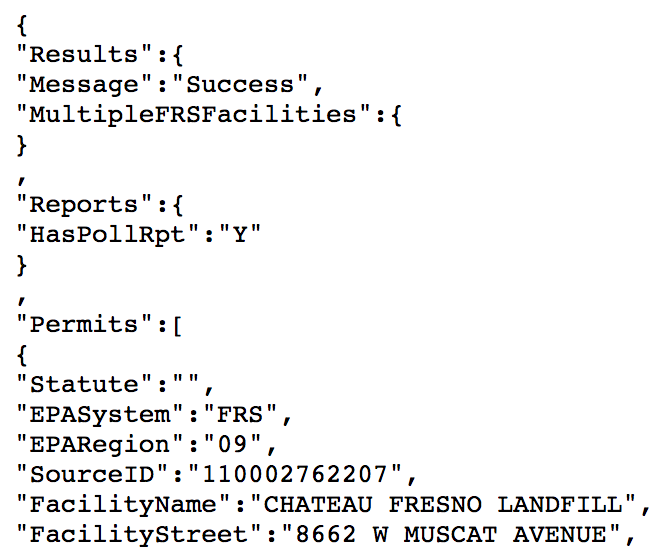 {
"Results":{
"Message":"Success",
"MultipleFRSFacilities":{
}
,
"Reports":{
"HasPollRpt":"Y"
}
,
"Permits":[
{
"Statute":"",
"EPASystem":"FRS",
"EPARegion":"09",
"SourceID":"110002762207",
"FacilityName":"CHATEAU FRESNO LANDFILL",
"FacilityStreet":"8662 W MUSCAT AVENUE",